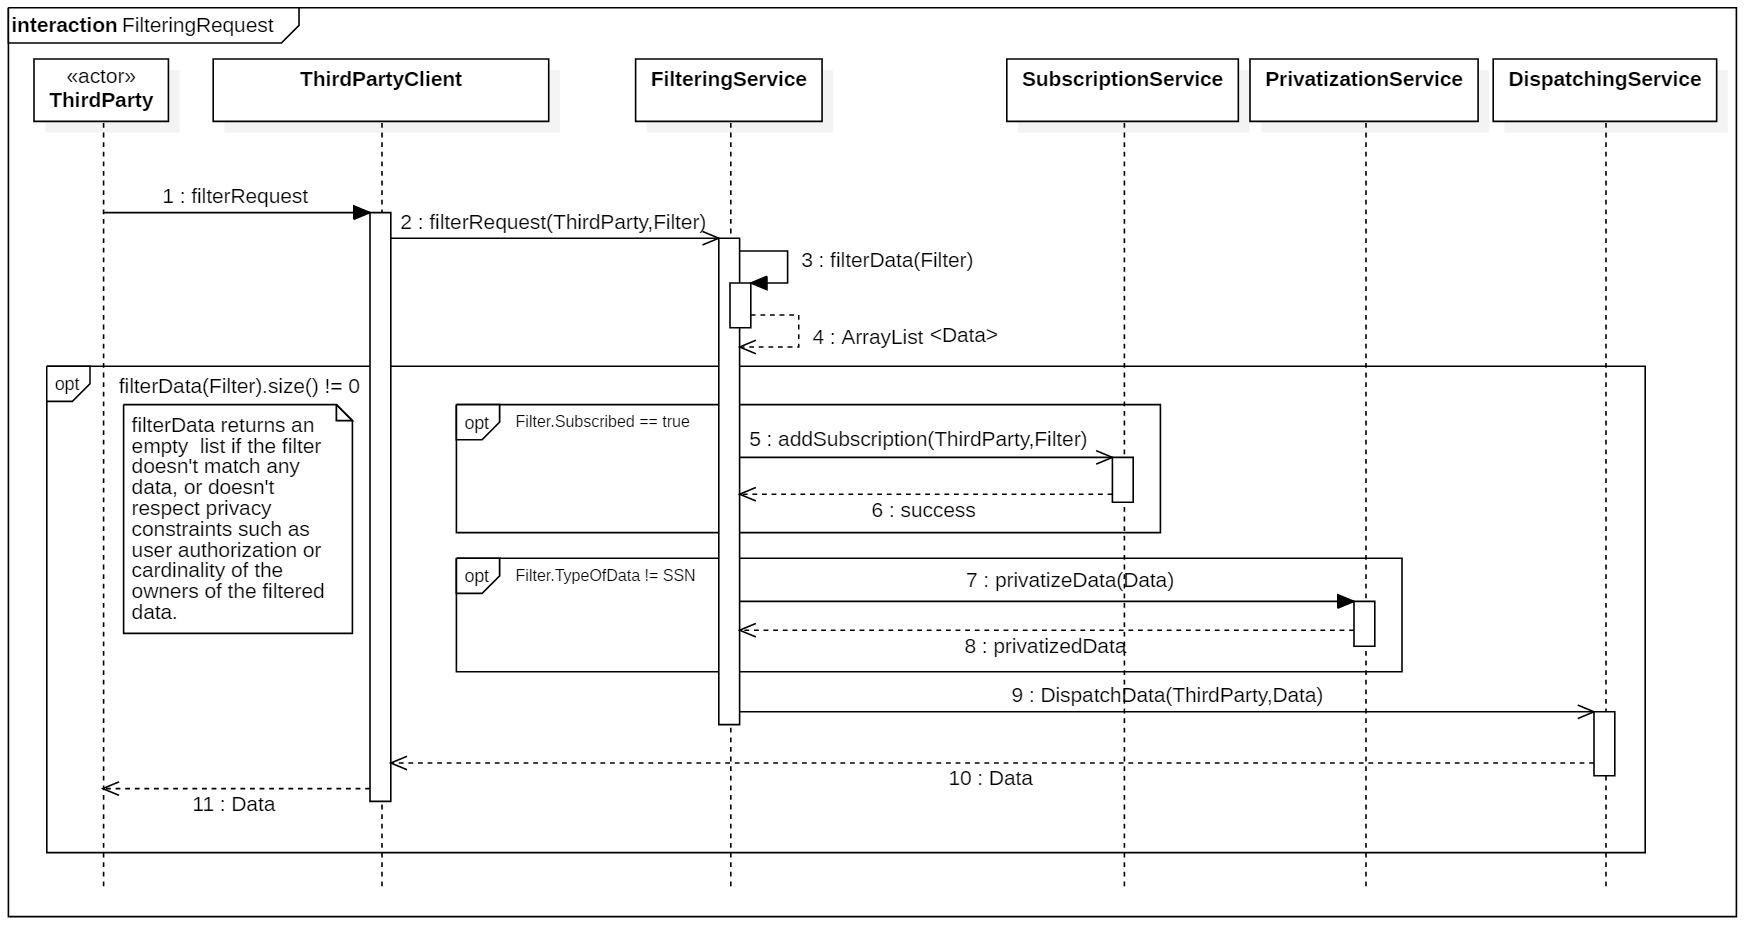 interaction FilteringRequest
«actor»
ThirdParty
ThirdPartyClient
FilteringService
SubscriptionService
PrivatizationService
DispatchingService
1 : filterRequest
2 : filterRequest(ThirdParty,Filter)
3 : filterData(Filter)
4 : ArrayList <Data>
opt
filterData(Filter).size() != 0
filterData returns an
empty  list if the filter
doesn't match any
data, or doesn't
respect privacy
constraints such as
user authorization or
cardinality of the
owners of the filtered
data.
opt
Filter.Subscribed == true
5 : addSubscription(ThirdParty,Filter)
6 : success
opt
Filter.TypeOfData != SSN
7 : privatizeData(Data)
8 : privatizedData
9 : DispatchData(ThirdParty,Data)
10 : Data
11 : Data